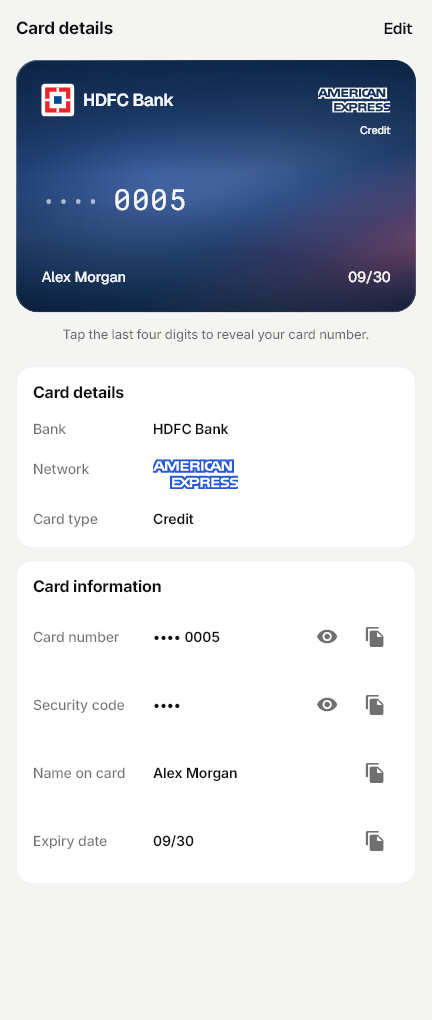 Card details
Edit
HDFC Bank
AMERICAN
EXPRESS
Credit
•••• 0005
Alex Morgan
09/30
Tap the last four digits to reveal your card number.
Card details
Bank HDFC Bank
Network AMERICAN
EXPRESS
Card type Credit
Card information
Card number •••• 0005
Security code ••••
Name on card Alex Morgan
Expiry date 09/30